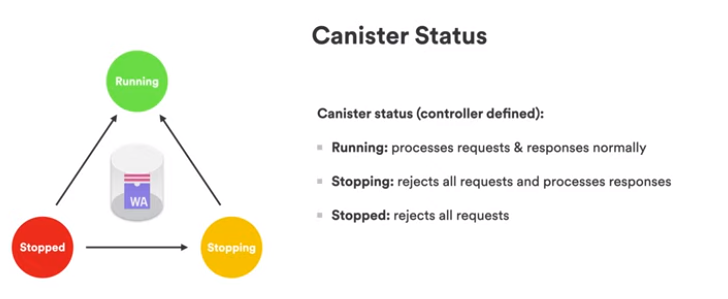 Canister Status
Running
Canister status (controller defined):
Running: processes requests & responses normally
Stopping: rejects all requests and processes responses
WA
Stopped: rejects all requests
Stopped
Stopping